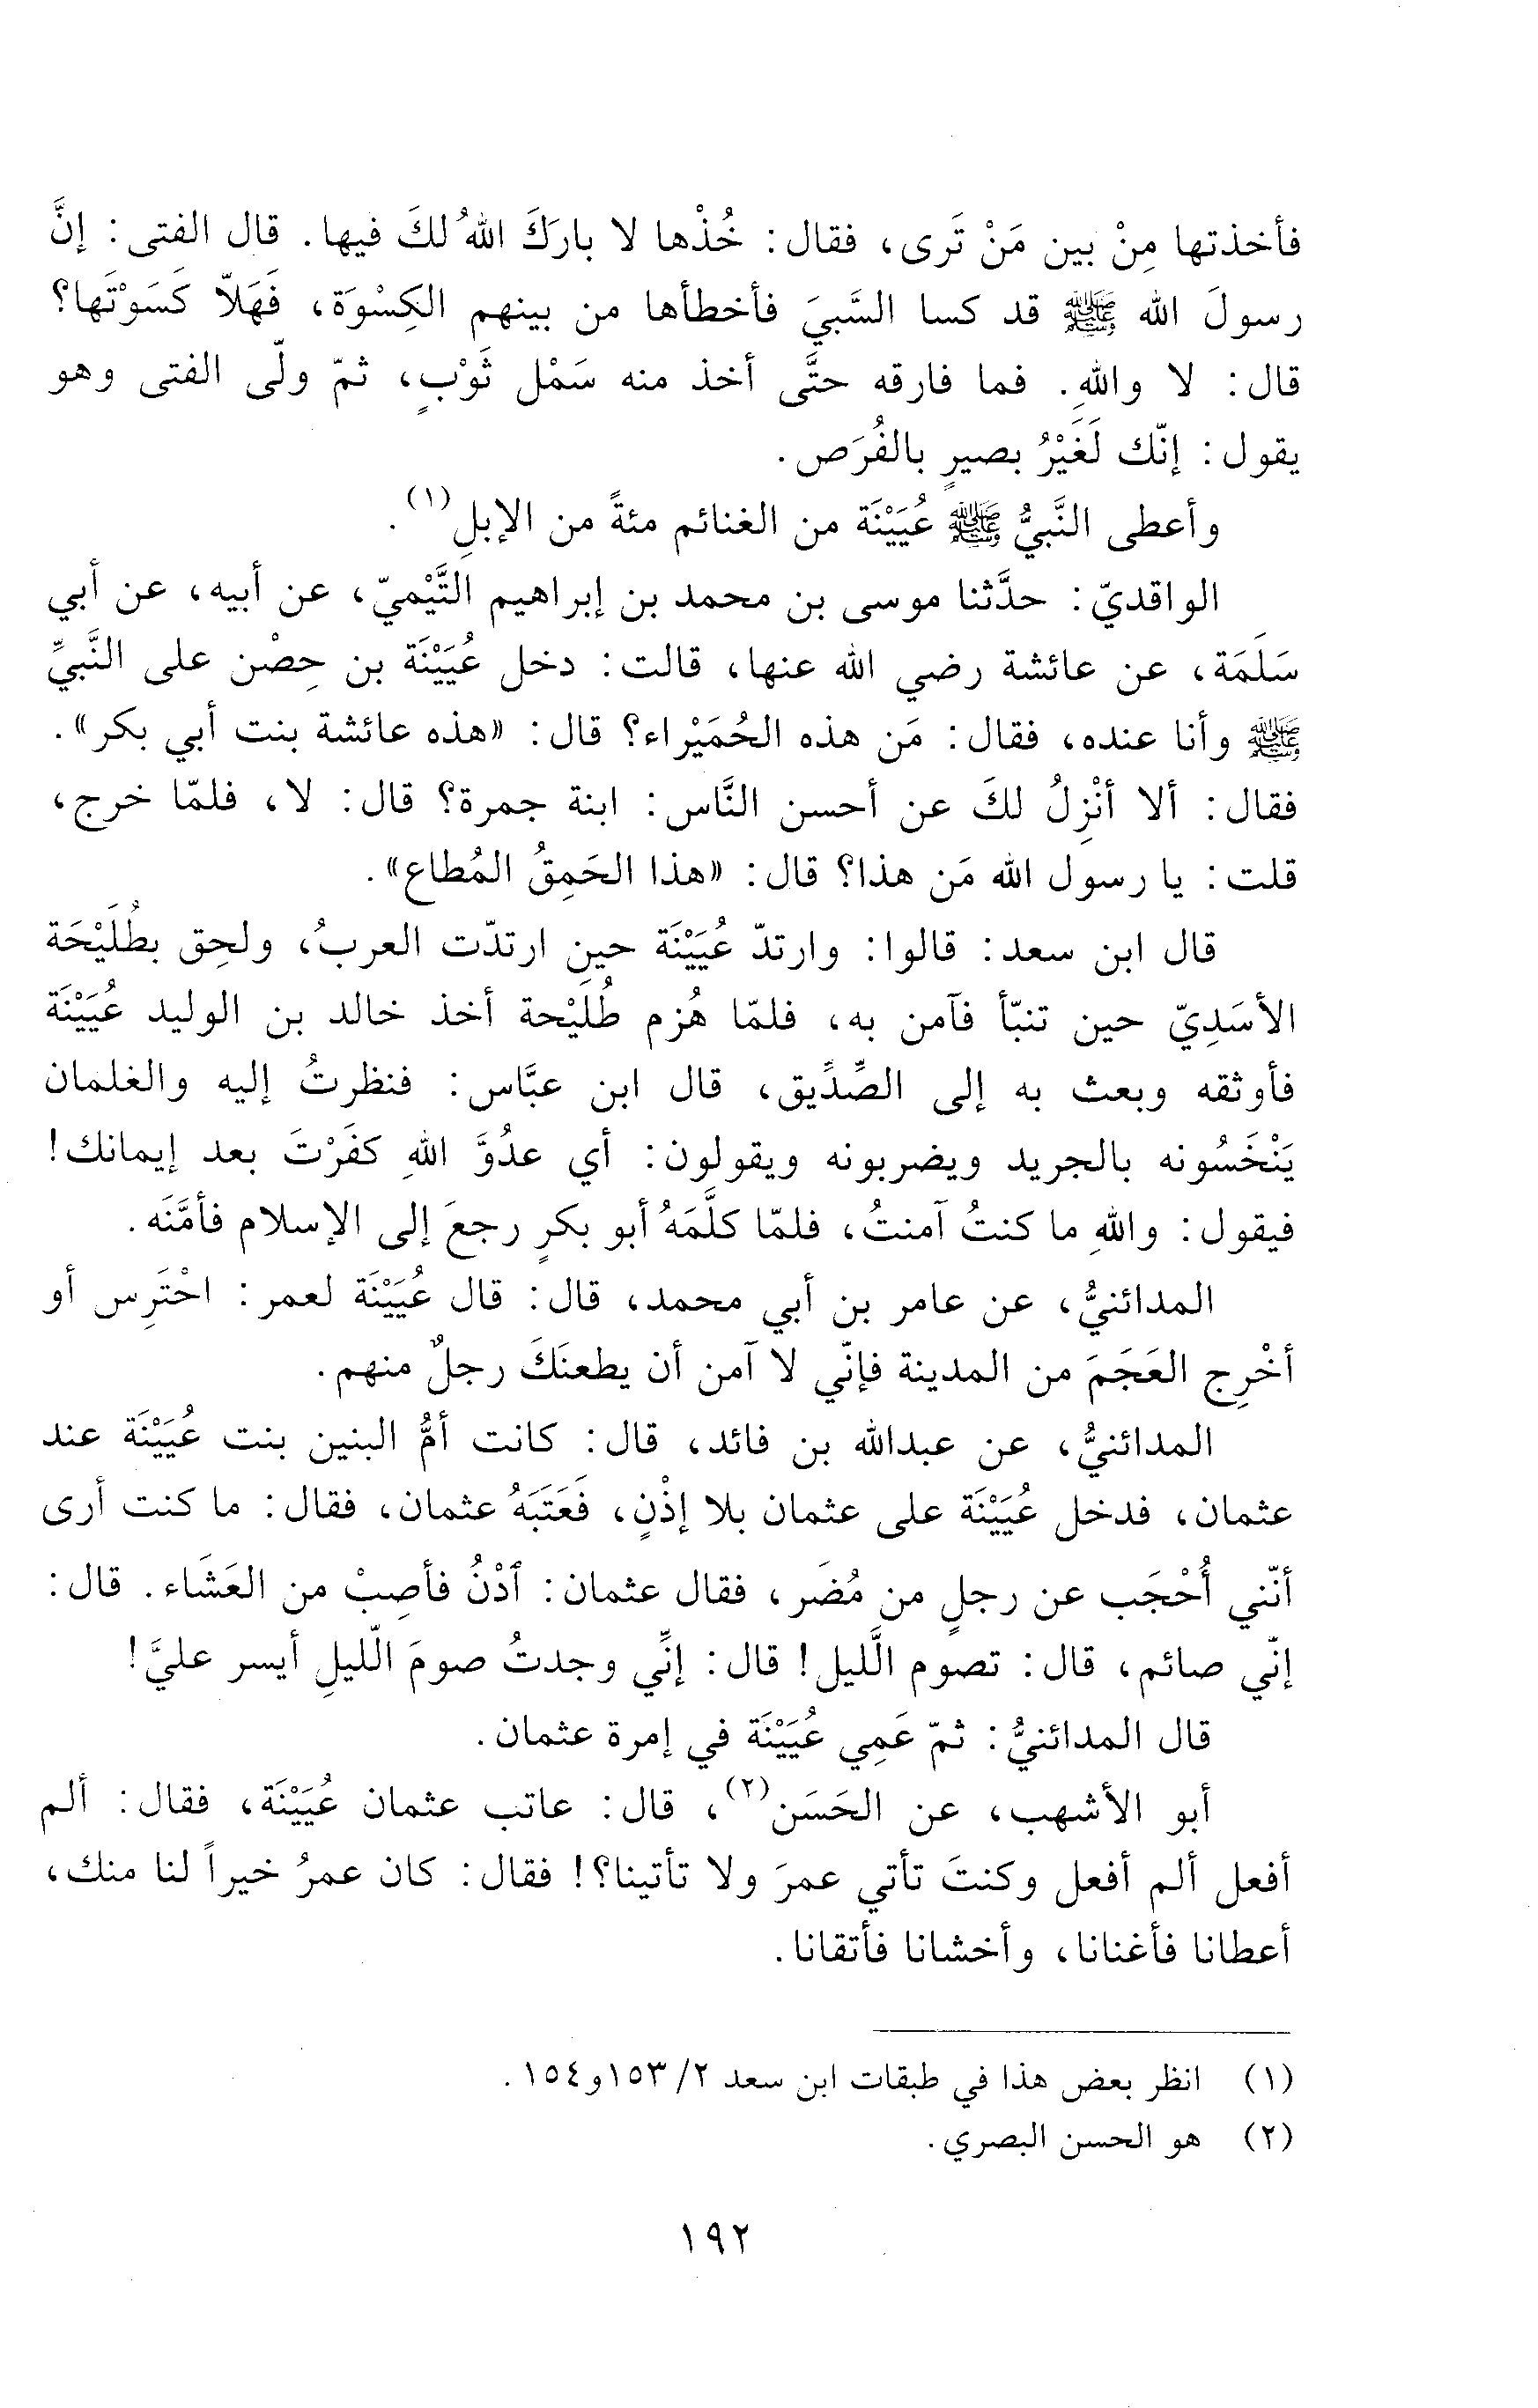 فأخذتها مِنْ بين مَنْ تَرى، فقال: خُذْها لا بارَكَ اللهُ لكَ فيها. قال الفتى: إنَّ
رسولَ الله ﷺ قد كسا السَّبيَ فأخطأها من بينهم الكِسْوَة، فَهَلاّ كَسَوْتَها؟
قال: لا واللهِ. فما فارقه حتَّى أخذ منه سَمْل ثَوْبٍ، ثمّ ولّى الفتى وهو
يقول: إنّك لَغَيْرُ بصيرٍ بالفُرَص.
وأعطى النَّبيُّ ﷺ عُيَيْنَة من الغنائم مئةً من الإبلِ(١).
الواقديّ: حدَّثنا موسى بن محمد بن إبراهيم التَّيْميّ، عن أبيه، عن أبي
سَلَمَة، عن عائشة رضي الله عنها، قالت: دخل عُيَيْنَة بن حِصْن على النَّبيِّ
ﷺ وأنا عنده، فقال: مَن هذه الحُمَيْراء؟ قال: «هذه عائشة بنت أبي بكر».
فقال: ألا أنْزِلُ لكَ عن أحسن النَّاس: ابنة جمرة؟ قال: لا، فلمّا خرج،
قلت: يا رسول الله مَن هذا؟ قال: «هذا الحَمِقُ المُطاع».
قال ابن سعد: قالوا: وارتدّ عُيَيْنَة حين ارتدّت العربُ، ولحِق بطُلَيْحَة
الأسَدِيّ حين تنبّأ فآمن به، فلمّا هُزم طُلَيْحة أخذ خالد بن الوليد عُيَيْنَة
فأوثقه وبعث به إلى الصِّدِّيق، قال ابن عبَّاس: فنظرتُ إليه والغلمان
يَنْخَسُونه بالجريد ويضربونه ويقولون: أي عدُوَّ اللهِ كفَرْتَ بعد إيمانك!
فيقول: واللهِ ما كنتُ آمنتُ، فلمّا كلَّمَهُ أبو بكرٍ رجعَ إلى الإسلام فأمَّنَه.
المدائنيُّ، عن عامر بن أبي محمد، قال: قال عُيَيْنَة لعمر: احْتَرِس أو
أخْرِج العَجَمَ من المدينة فإنّي لا آمن أن يطعنَكَ رجلٌ منهم.
المدائنيُّ، عن عبدالله بن فائد، قال: كانت أمُّ البنين بنت عُيَيْنَة عند
عثمان، فدخل عُيَيْنَة على عثمان بلا إذْنٍ، فَعَتَبَهُ عثمان، فقال: ما كنت أرى
أنّني أُحْجَب عن رجلٍ من مُضَر، فقال عثمان: ٱدْنُ فأصِبْ من العَشَاء. قال:
إنّي صائم، قال: تصوم الَّليل! قال: إنِّي وجدتُ صومَ الّليلِ أيسر عليَّ!
قال المدائنيُّ: ثمّ عَمِي عُيَيْنَة في إمرة عثمان.
أبو الأشهب، عن الحَسَن(٢)، قال: عاتب عثمان عُيَيْنَة، فقال: ألم
أفعل ألم أفعل وكنتَ تأتي عمرَ ولا تأتينا؟! فقال: كان عمرُ خيراً لنا منك،
أعطانا فأغنانا، وأخشانا فأتقانا.
(١) انظر بعض هذا في طبقات ابن سعد ٢/ ١٥٣و١٥٤.
(٢) هو الحسن البصري.
١٩٢